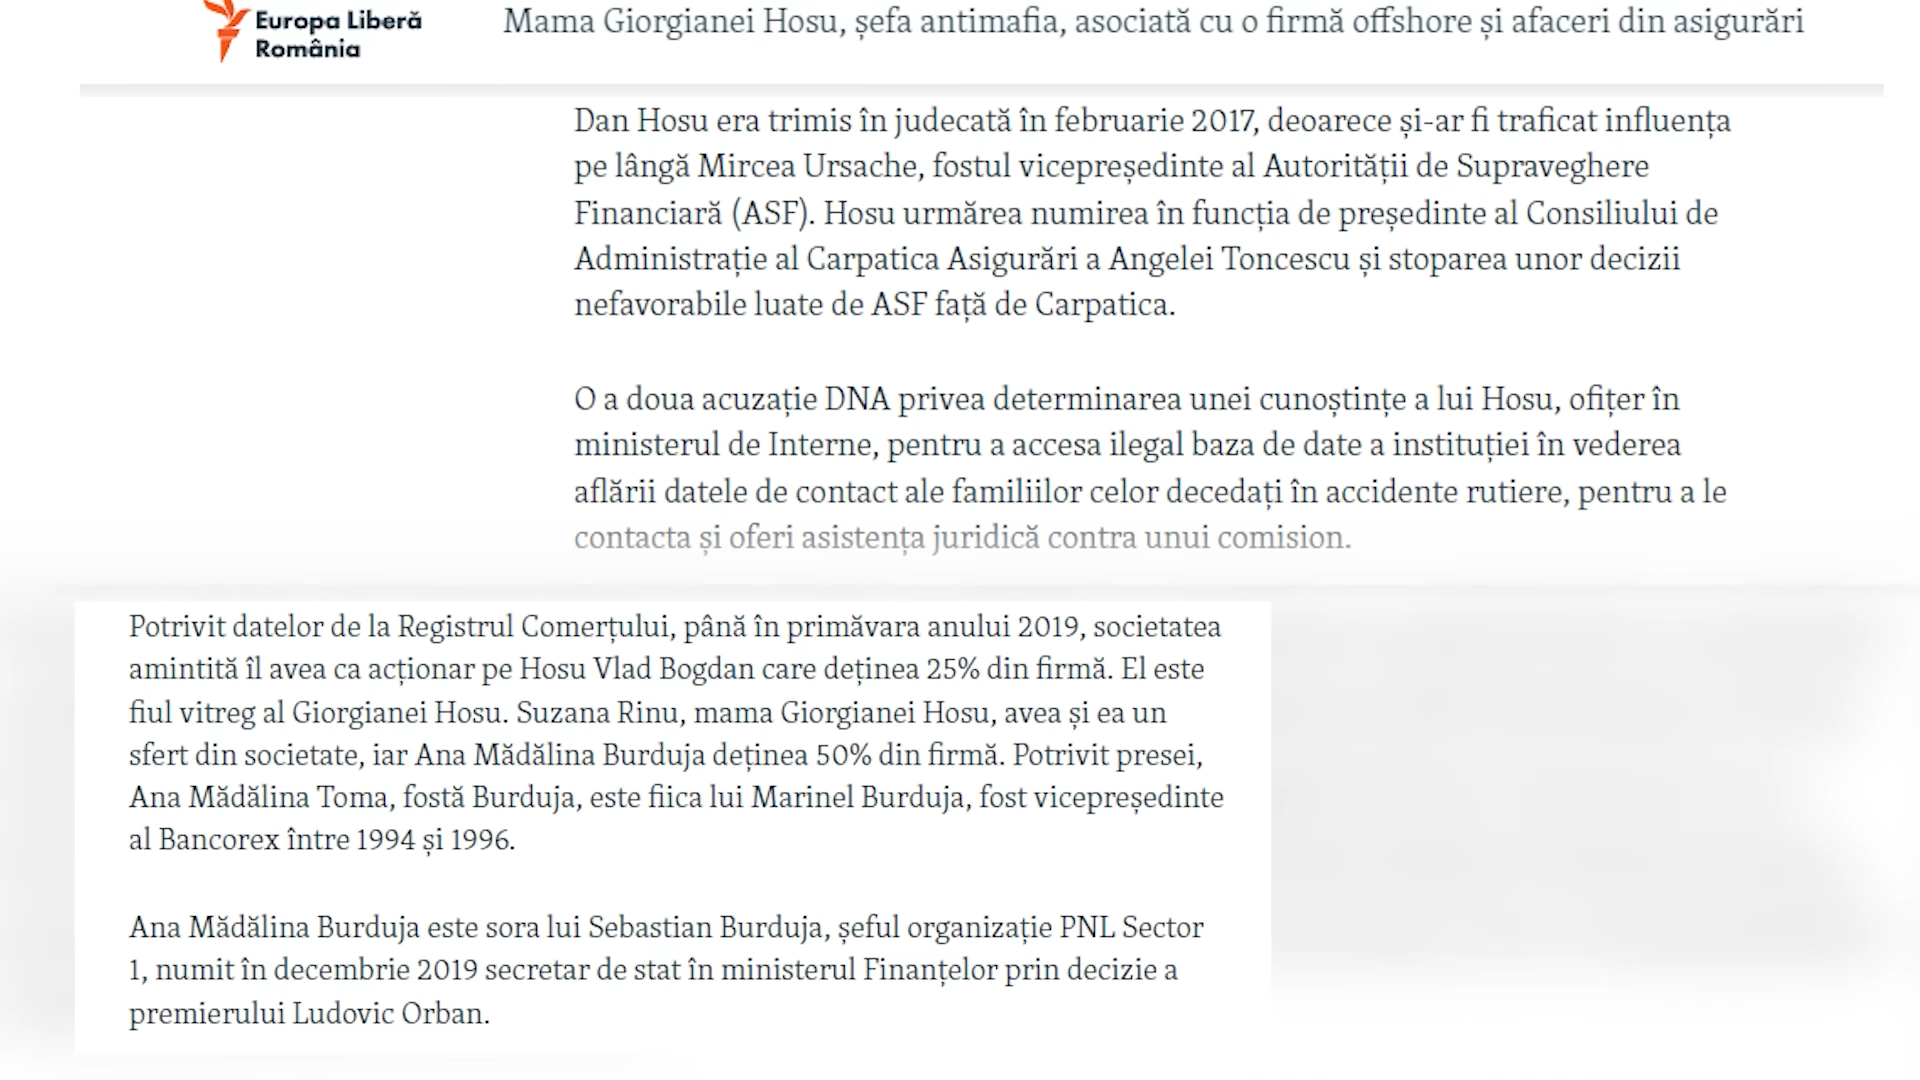 Europa Liberă
România
Mama Giorgianei Hosu, șefa antimafia, asociată cu o firmă offshore și afaceri din asigurări
Dan Hosu era trimis în judecată în februarie 2017, deoarece și-ar fi traficat influența
pe lângă Mircea Ursache, fostul vicepreședinte al Autorității de Supraveghere
Financiară (ASF). Hosu urmărea numirea în funcția de președinte al Consiliului de
Administrație al Carpatica Asigurări a Angelei Toncescu și stoparea unor decizii
nefavorabile luate de ASF față de Carpatica.
O a doua acuzație DNA privea determinarea unei cunoștințe a lui Hosu, ofițer în
ministerul de Interne, pentru a accesa ilegal baza de date a instituției în vederea
aflării datele de contact ale familiilor celor decedați în accidente rutiere, pentru a le
contacta și oferi asistența juridică contra unui comision.
Potrivit datelor de la Registrul Comerțului, până în primăvara anului 2019, societatea
amintită îl avea ca acționar pe Hosu Vlad Bogdan care deținea 25% din firmă. El este
fiul vitreg al Giorgianei Hosu. Suzana Rinu, mama Giorgianei Hosu, avea și ea un
sfert din societate, iar Ana Mădălina Burduja deținea 50% din firmă. Potrivit presei,
Ana Mădălina Toma, fostă Burduja, este fiica lui Marinel Burduja, fost vicepreședinte
al Bancorex între 1994 și 1996.
Ana Mădălina Burduja este sora lui Sebastian Burduja, șeful organizație PNL Sector
1, numit în decembrie 2019 secretar de stat în ministerul Finanțelor prin decizie a
premierului Ludovic Orban.